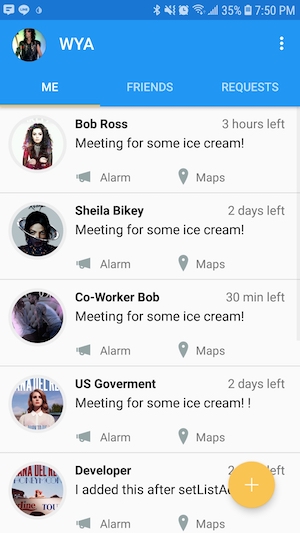 35% 7:50 PM
WYA
ME FRIENDS REQUESTS
Bob Ross 3 hours left
Meeting for some ice cream!
Alarm Maps
Sheila Bikey 2 days left
Meeting for some ice cream!
Alarm Maps
Co-Worker Bob 30 min left
Meeting for some ice cream!
Alarm Maps
US Goverment 2 days left
Meeting for some ice cream! !
Alarm Maps
Developer 2 left
I added this after
Alarm Maps